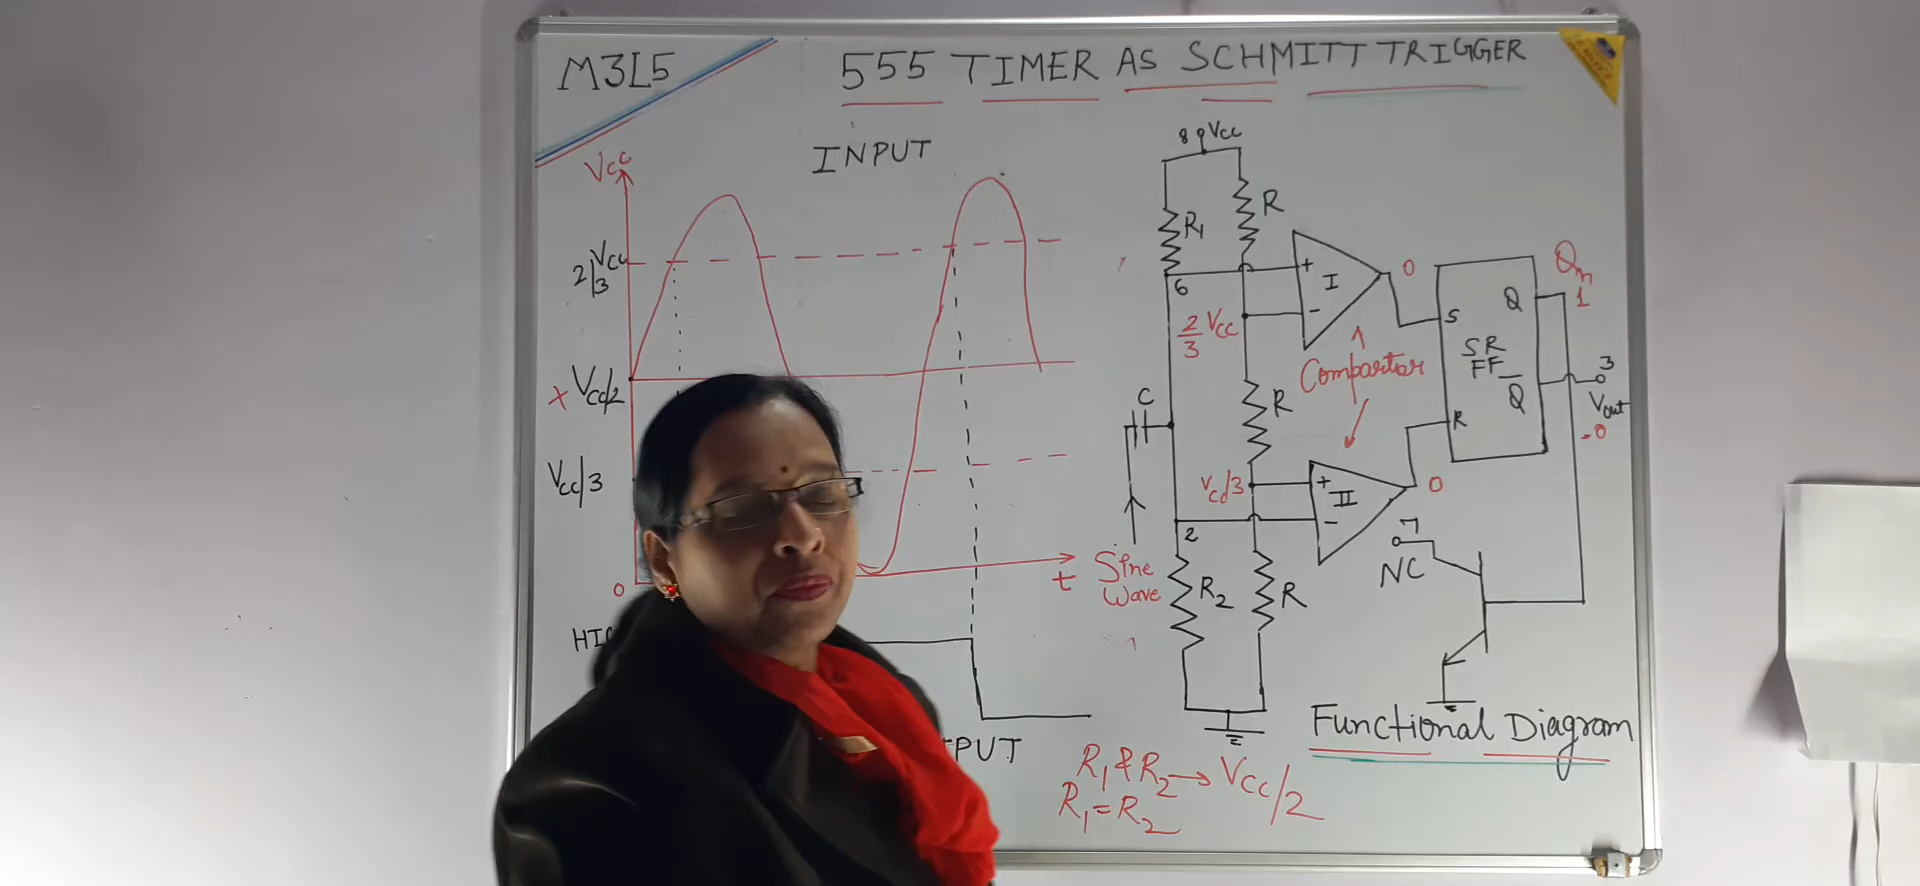 M3L5
555 TIMER AS SCHMITT TRIGGER
INPUT
Vcc
2/3 Vcc
x Vcc/2
Vcc/3
0
t
PUT
8 Vcc
R1
R
6
2/3 Vcc
+
-
I
0
Compartor
C
R
Vcc/3
+
-
II
0
2
Sine
Wave
R2
R
S
R
SR
FF
Q
Q̅
Qn
1
3
Vout
0
7
NC
Functional Diagram
R1 & R2 → Vcc/2
R1 = R2